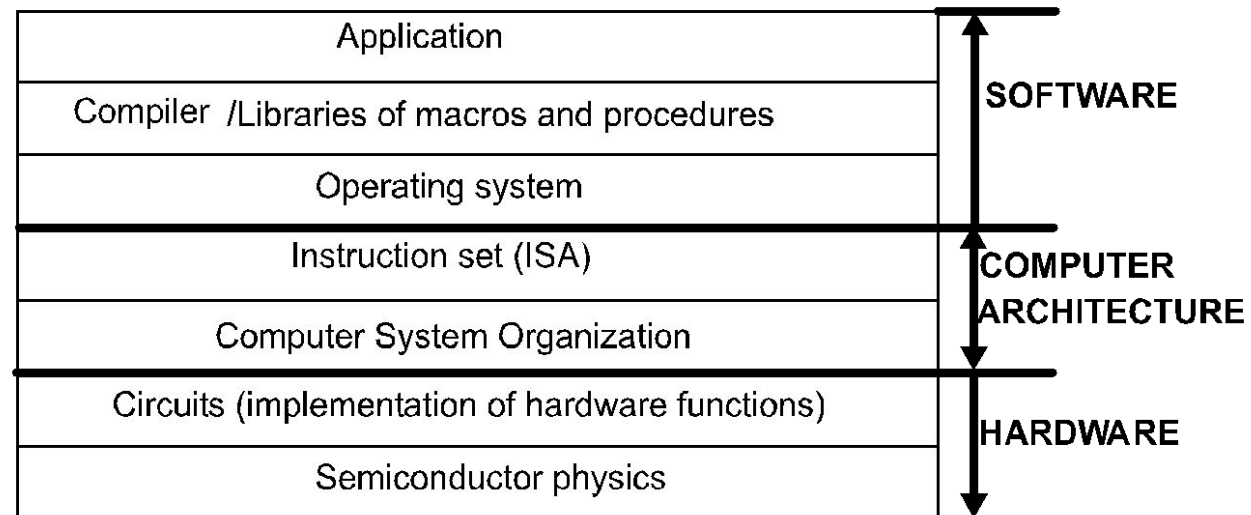 Application
Compiler /Libraries of macros and procedures
Operating system
Instruction set (ISA)
Computer System Organization
Circuits (implementation of hardware functions)
Semiconductor physics
SOFTWARE
COMPUTER
ARCHITECTURE
HARDWARE